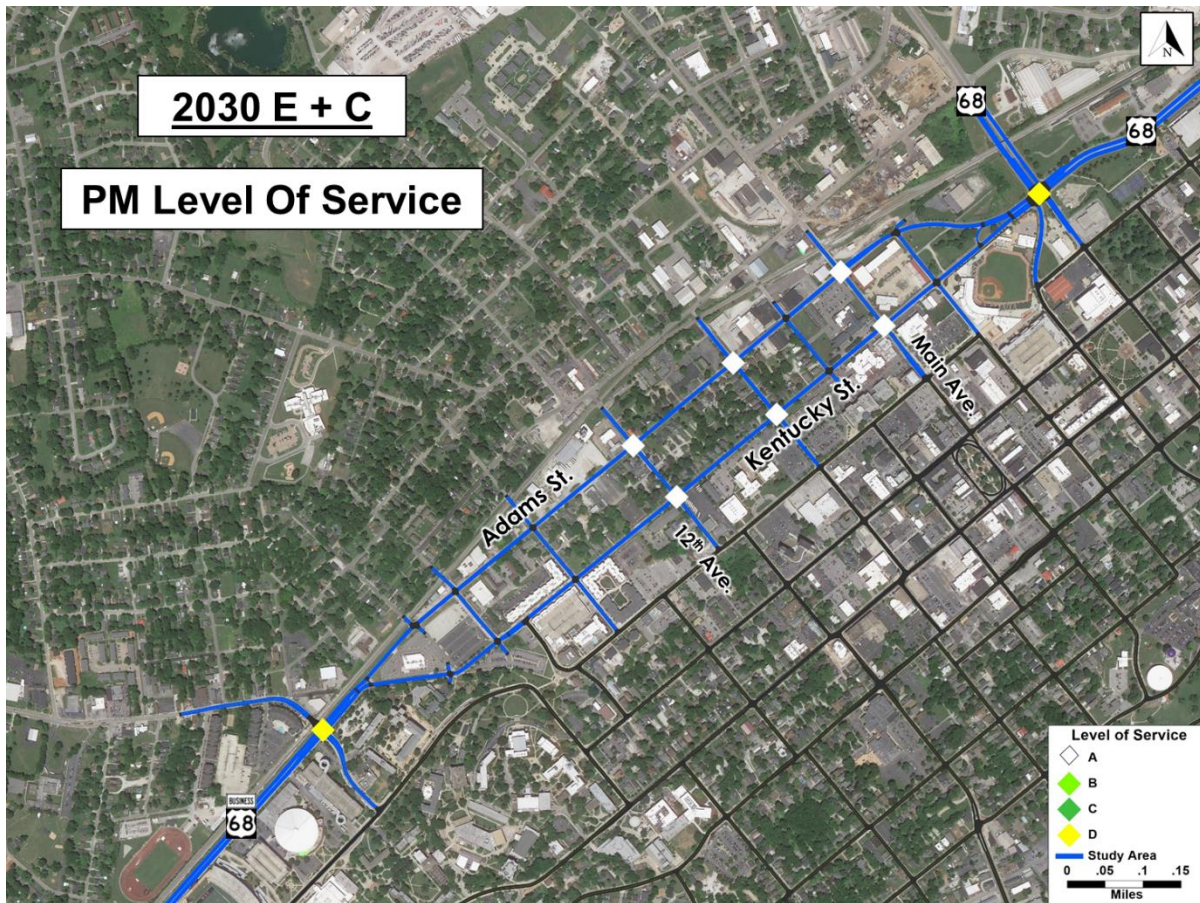 2030 E + C
PM Level Of Service
N
68
68
Main Ave.
Kentucky St.
Adams St.
12th Ave.
BUSINESS
68
Level of Service
A
B
C
D
Study Area
0 .05 .1 .15
Miles